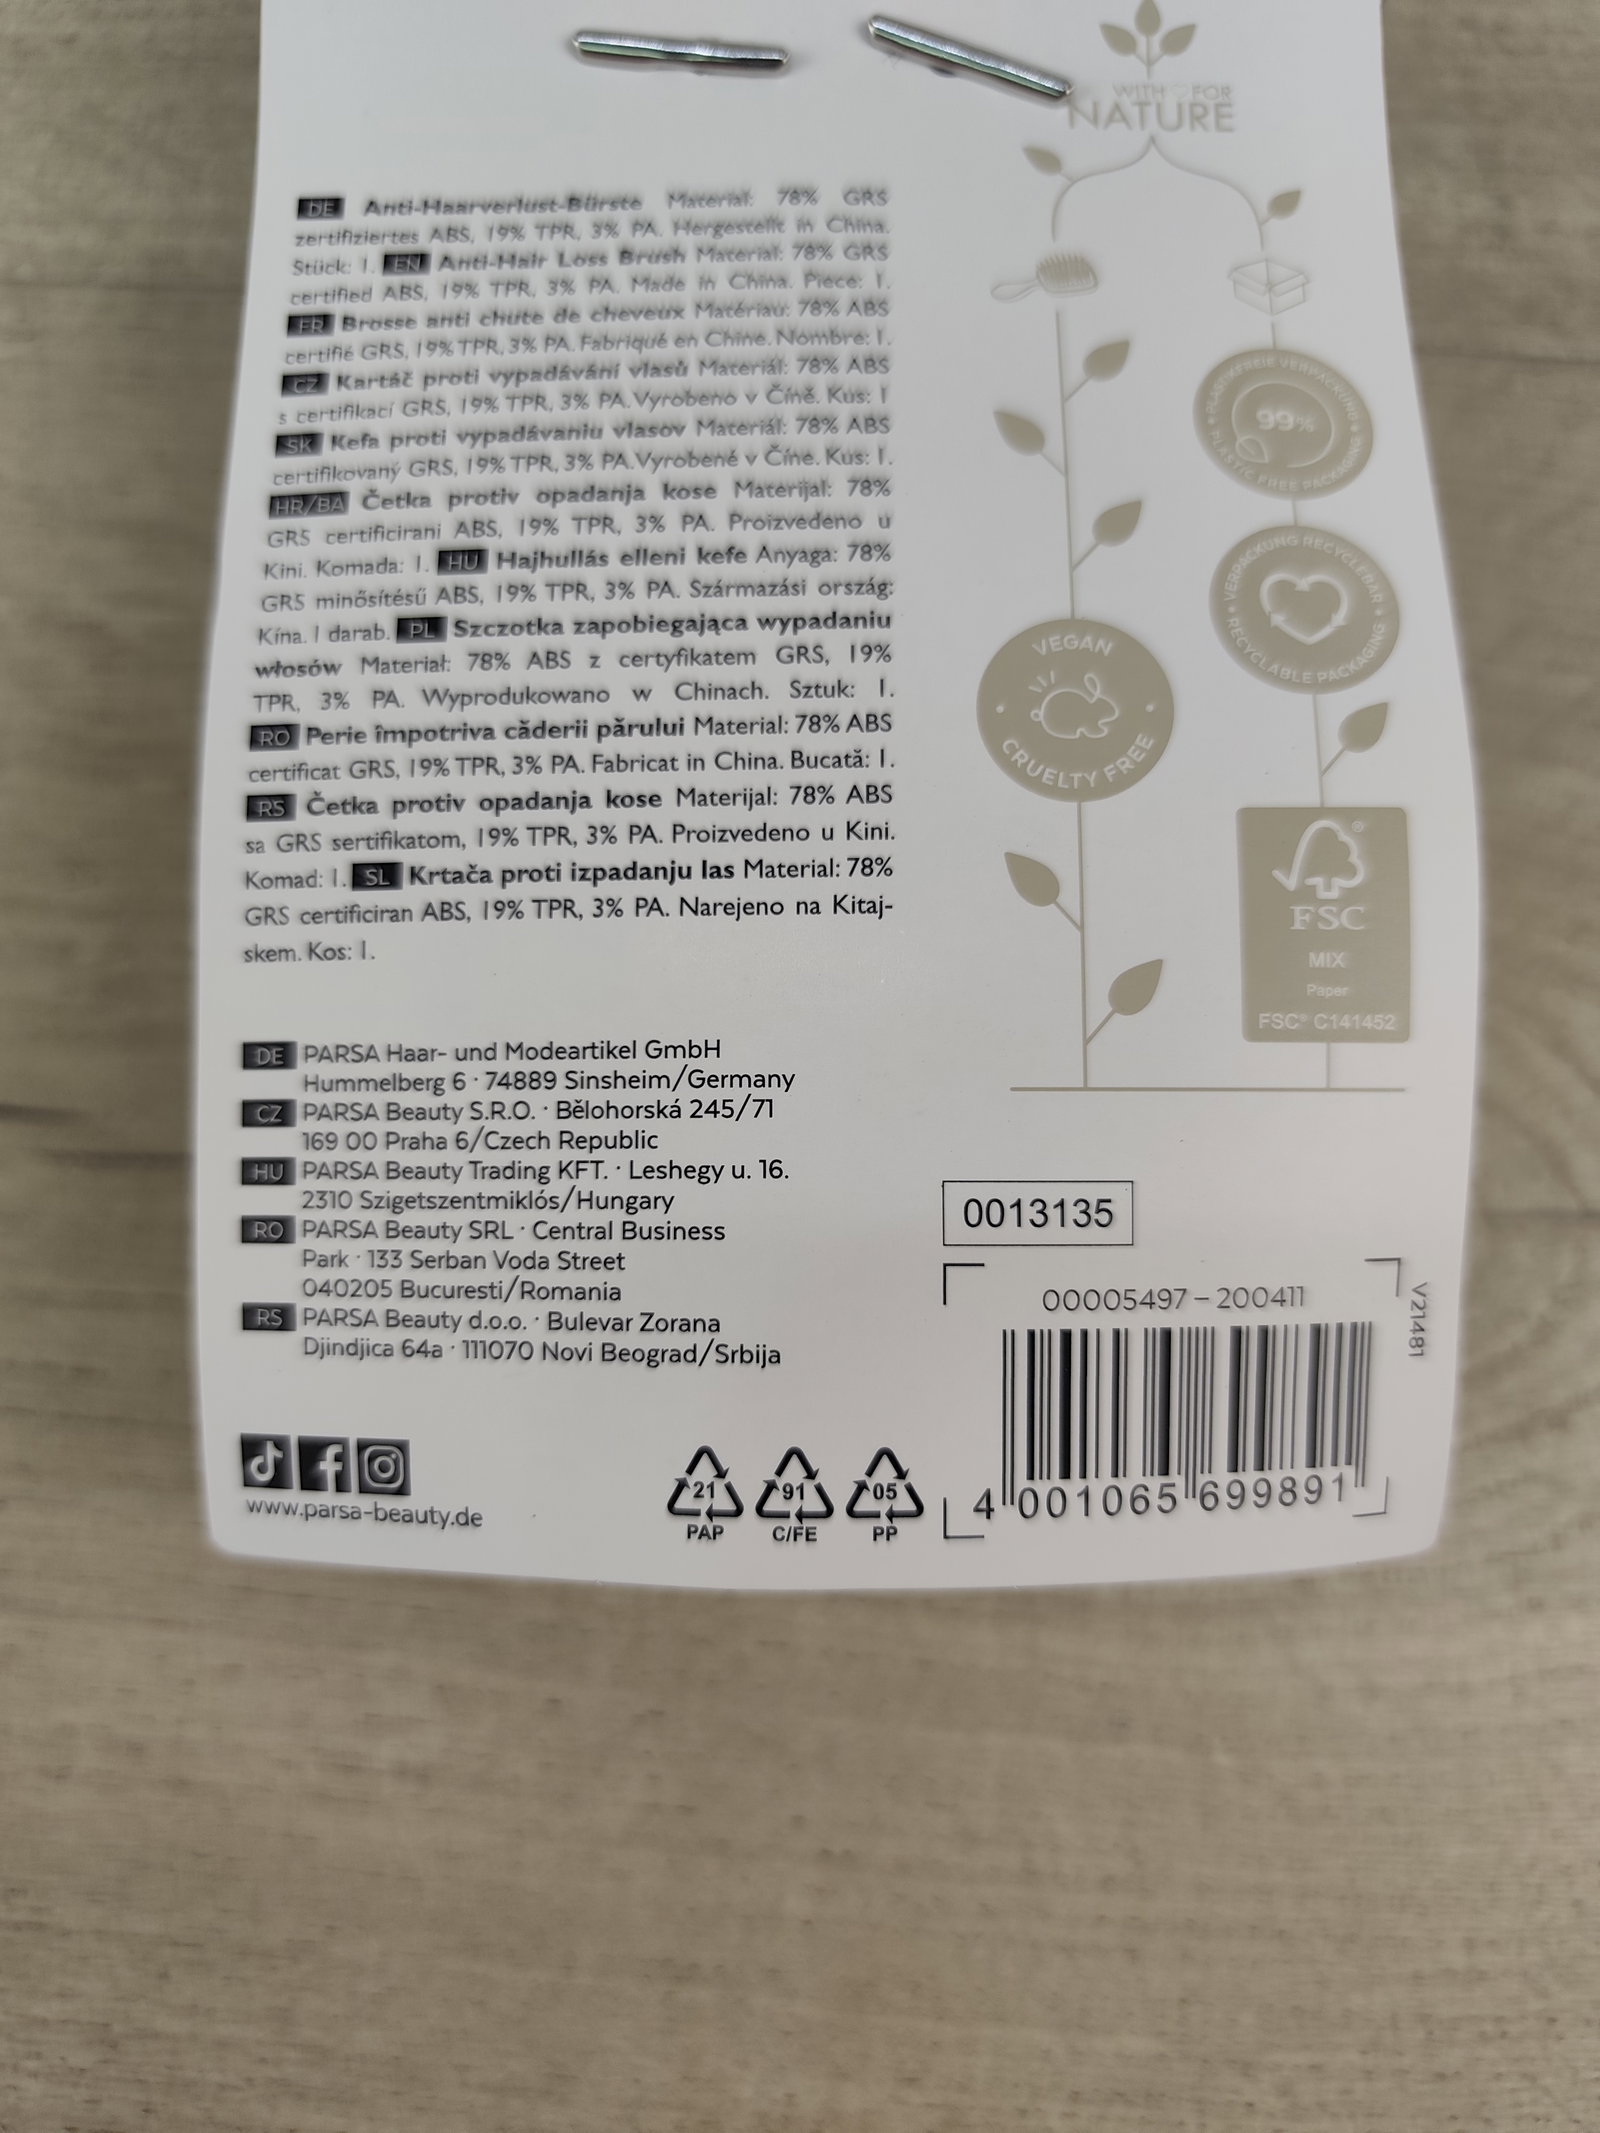 WITH FOR
NATURE
DE Anti-Haarverlust-Bürste Material: 78% GRS
zertifiziertes ABS, 19% TPR, 3% PA. Hergestellt in China.
Stück: 1. EN Anti-Hair Loss Brush Material: 78% GRS
certified ABS, 19% TPR, 3% PA. Made in China. Piece: 1.
FR Brosse anti chute de cheveux Matériau: 78% ABS
certifié GRS, 19% TPR, 3% PA. Fabriqué en Chine. Nombre: 1.
CZ Kartáč proti vypadávání vlasů Materiál: 78% ABS
s certifikací GRS, 19% TPR, 3% PA. Vyrobeno v Číně. Kus: 1
SK Kefa proti vypadávaniu vlasov Materiál: 78% ABS
certifikovaný GRS, 19% TPR, 3% PA. Vyrobené v Číne. Kus: 1.
HR/BA Četka protiv opadanja kose Materijal: 78%
GRS certificirani ABS, 19% TPR, 3% PA. Proizvedeno u
Kini. Komada: 1. HU Hajhullás elleni kefe Anyaga: 78%
GRS minősítésű ABS, 19% TPR, 3% PA. Származási ország:
Kína. 1 darab. PL Szczotka zapobiegająca wypadaniu
włosów Materiał: 78% ABS z certyfikatem GRS, 19%
TPR, 3% PA. Wyprodukowano w Chinach. Sztuk: 1.
RO Perie împotriva căderii părului Material: 78% ABS
certificat GRS, 19% TPR, 3% PA. Fabricat in China. Bucată: 1.
RS Četka protiv opadanja kose Materijal: 78% ABS
sa GRS sertifikatom, 19% TPR, 3% PA. Proizvedeno u Kini.
Komad: 1. SL Krtača proti izpadanju las Material: 78%
GRS certificiran ABS, 19% TPR, 3% PA. Narejeno na Kitaj-
skem. Kos: 1.
PLASTIKFREIE VERPACKUNG
99%
PLASTIC FREE PACKAGING
VERPACKUNG RECYCLEBAR
RECYCLABLE PACKAGING
VEGAN
CRUELTY FREE
FSC®
MIX
Paper
FSC® C141452
DE PARSA Haar- und Modeartikel GmbH
Hummelberg 6 · 74889 Sinsheim/Germany
CZ PARSA Beauty S.R.O. · Bělohorská 245/71
169 00 Praha 6/Czech Republic
HU PARSA Beauty Trading KFT. · Leshegy u. 16.
2310 Szigetszentmiklós/Hungary
RO PARSA Beauty SRL · Central Business
Park · 133 Serban Voda Street
040205 Bucuresti/Romania
RS PARSA Beauty d.o.o. · Bulevar Zorana
Djindjica 64a · 111070 Novi Beograd/Srbija
www.parsa-beauty.de
21
PAP
91
C/FE
05
PP
0013135
00005497 – 200411
V21481
4 001065 699891